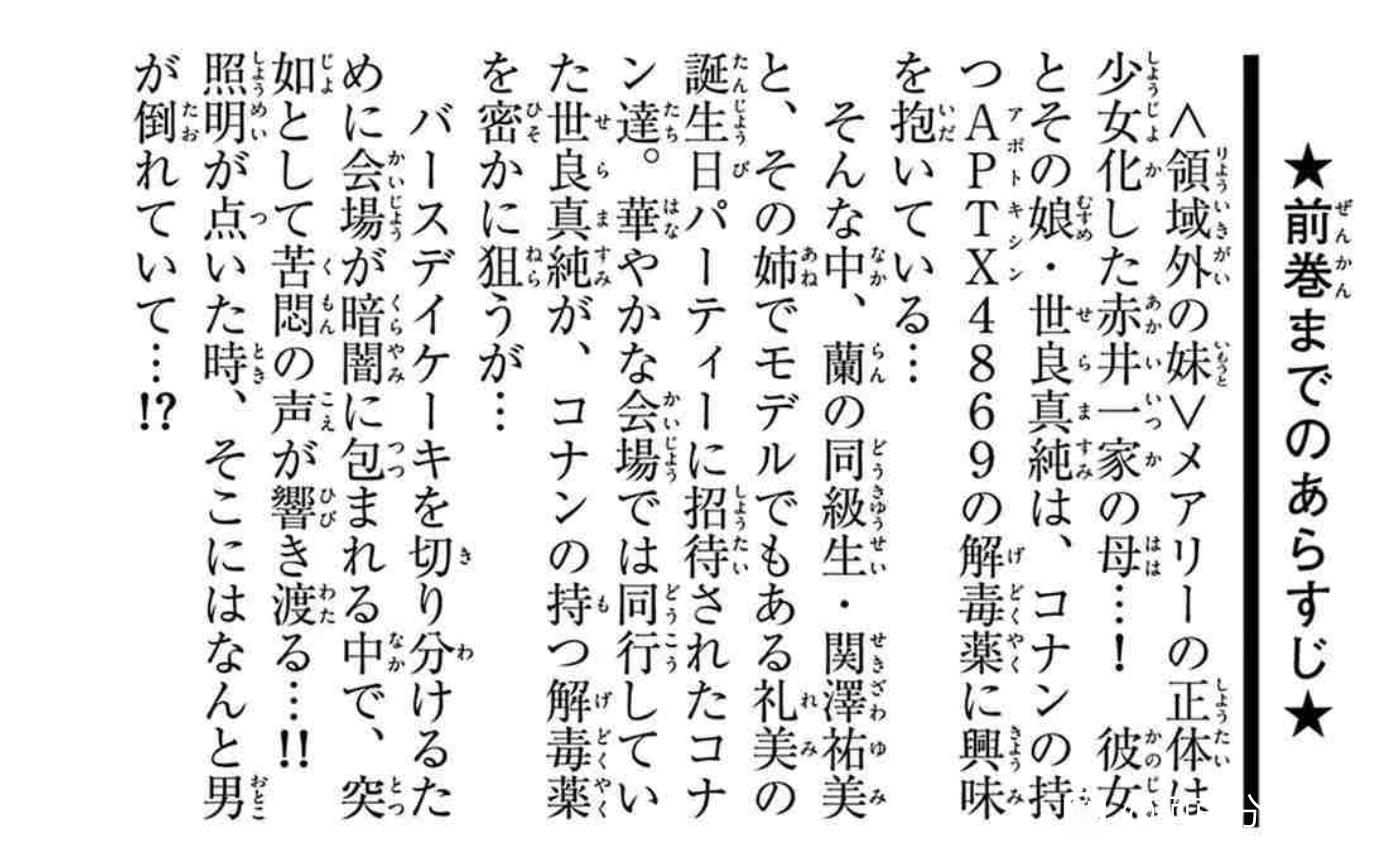 ★前巻までのあらすじ★
＜領域外の妹＞メアリーの正体は
少女化した赤井一家の母…！　彼女
とその娘・世良真純は、コナンの持
つＡＰＴＸ４８６９の解毒薬に興味
を抱いている…
そんな中、蘭の同級生・関澤祐美
と、その姉でモデルでもある礼美の
誕生日パーティーに招待されたコナ
ン達。華やかな会場では同行してい
た世良真純が、コナンの持つ解毒薬
を密かに狙うが…
バースデイケーキを切り分けるた
めに会場が暗闇に包まれる中で、突
如として苦悶の声が響き渡る…!!
照明が点いた時、そこにはなんと男
が倒れていて…!?